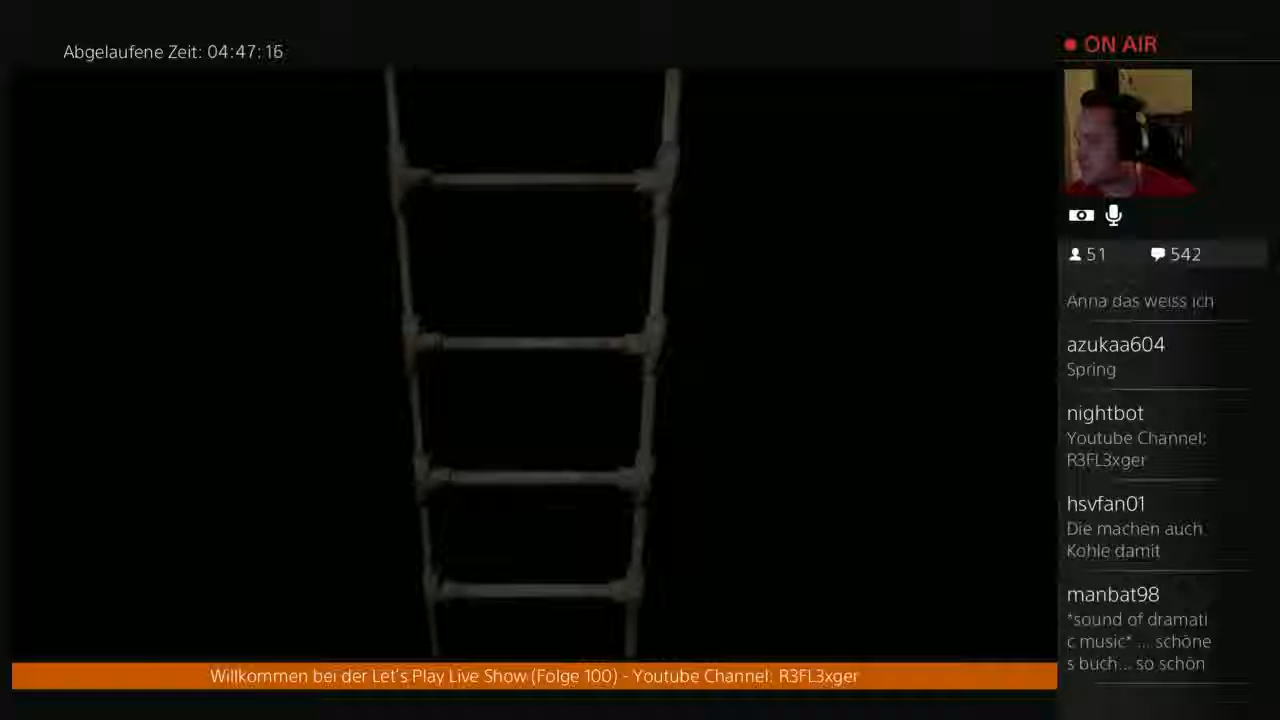 Abgelaufene Zeit: 04:47:16
ON AIR
51 542
Anna das weiss ich
azukaa604
Spring
nightbot
Youtube Channel:
R3FL3xger
hsvfan01
Die machen auch
Kohle damit
manbat98
*sound of dramati
c music* ... schöne
s buch... so schön
Willkommen bei der Let's Play Live Show (Folge 100) - Youtube Channel: R3FL3xger